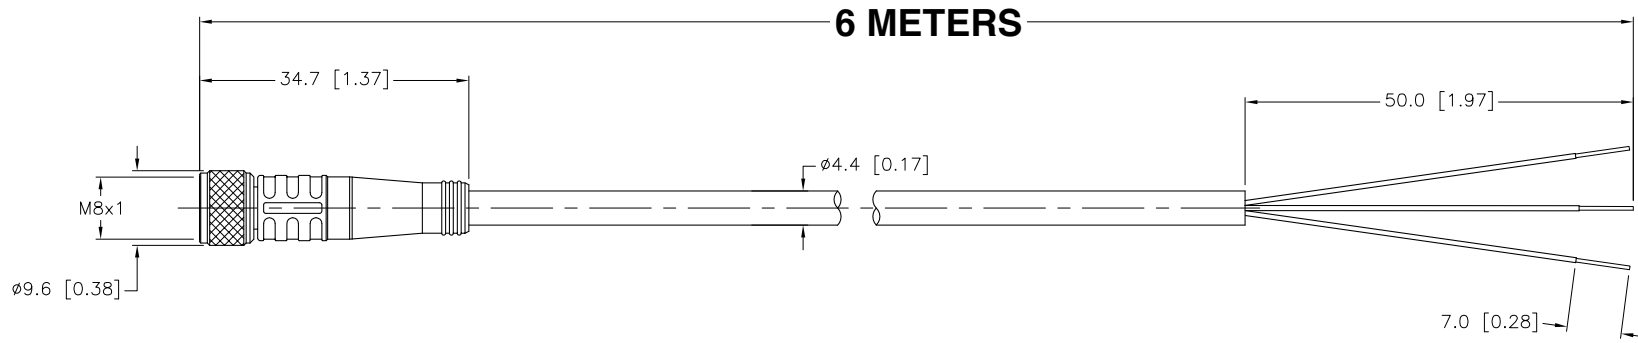 6 METERS
34.7 [1.37]
50.0 [1.97]
ø4.4 [0.17]
M8x1
ø9.6 [0.38]
7.0 [0.28]